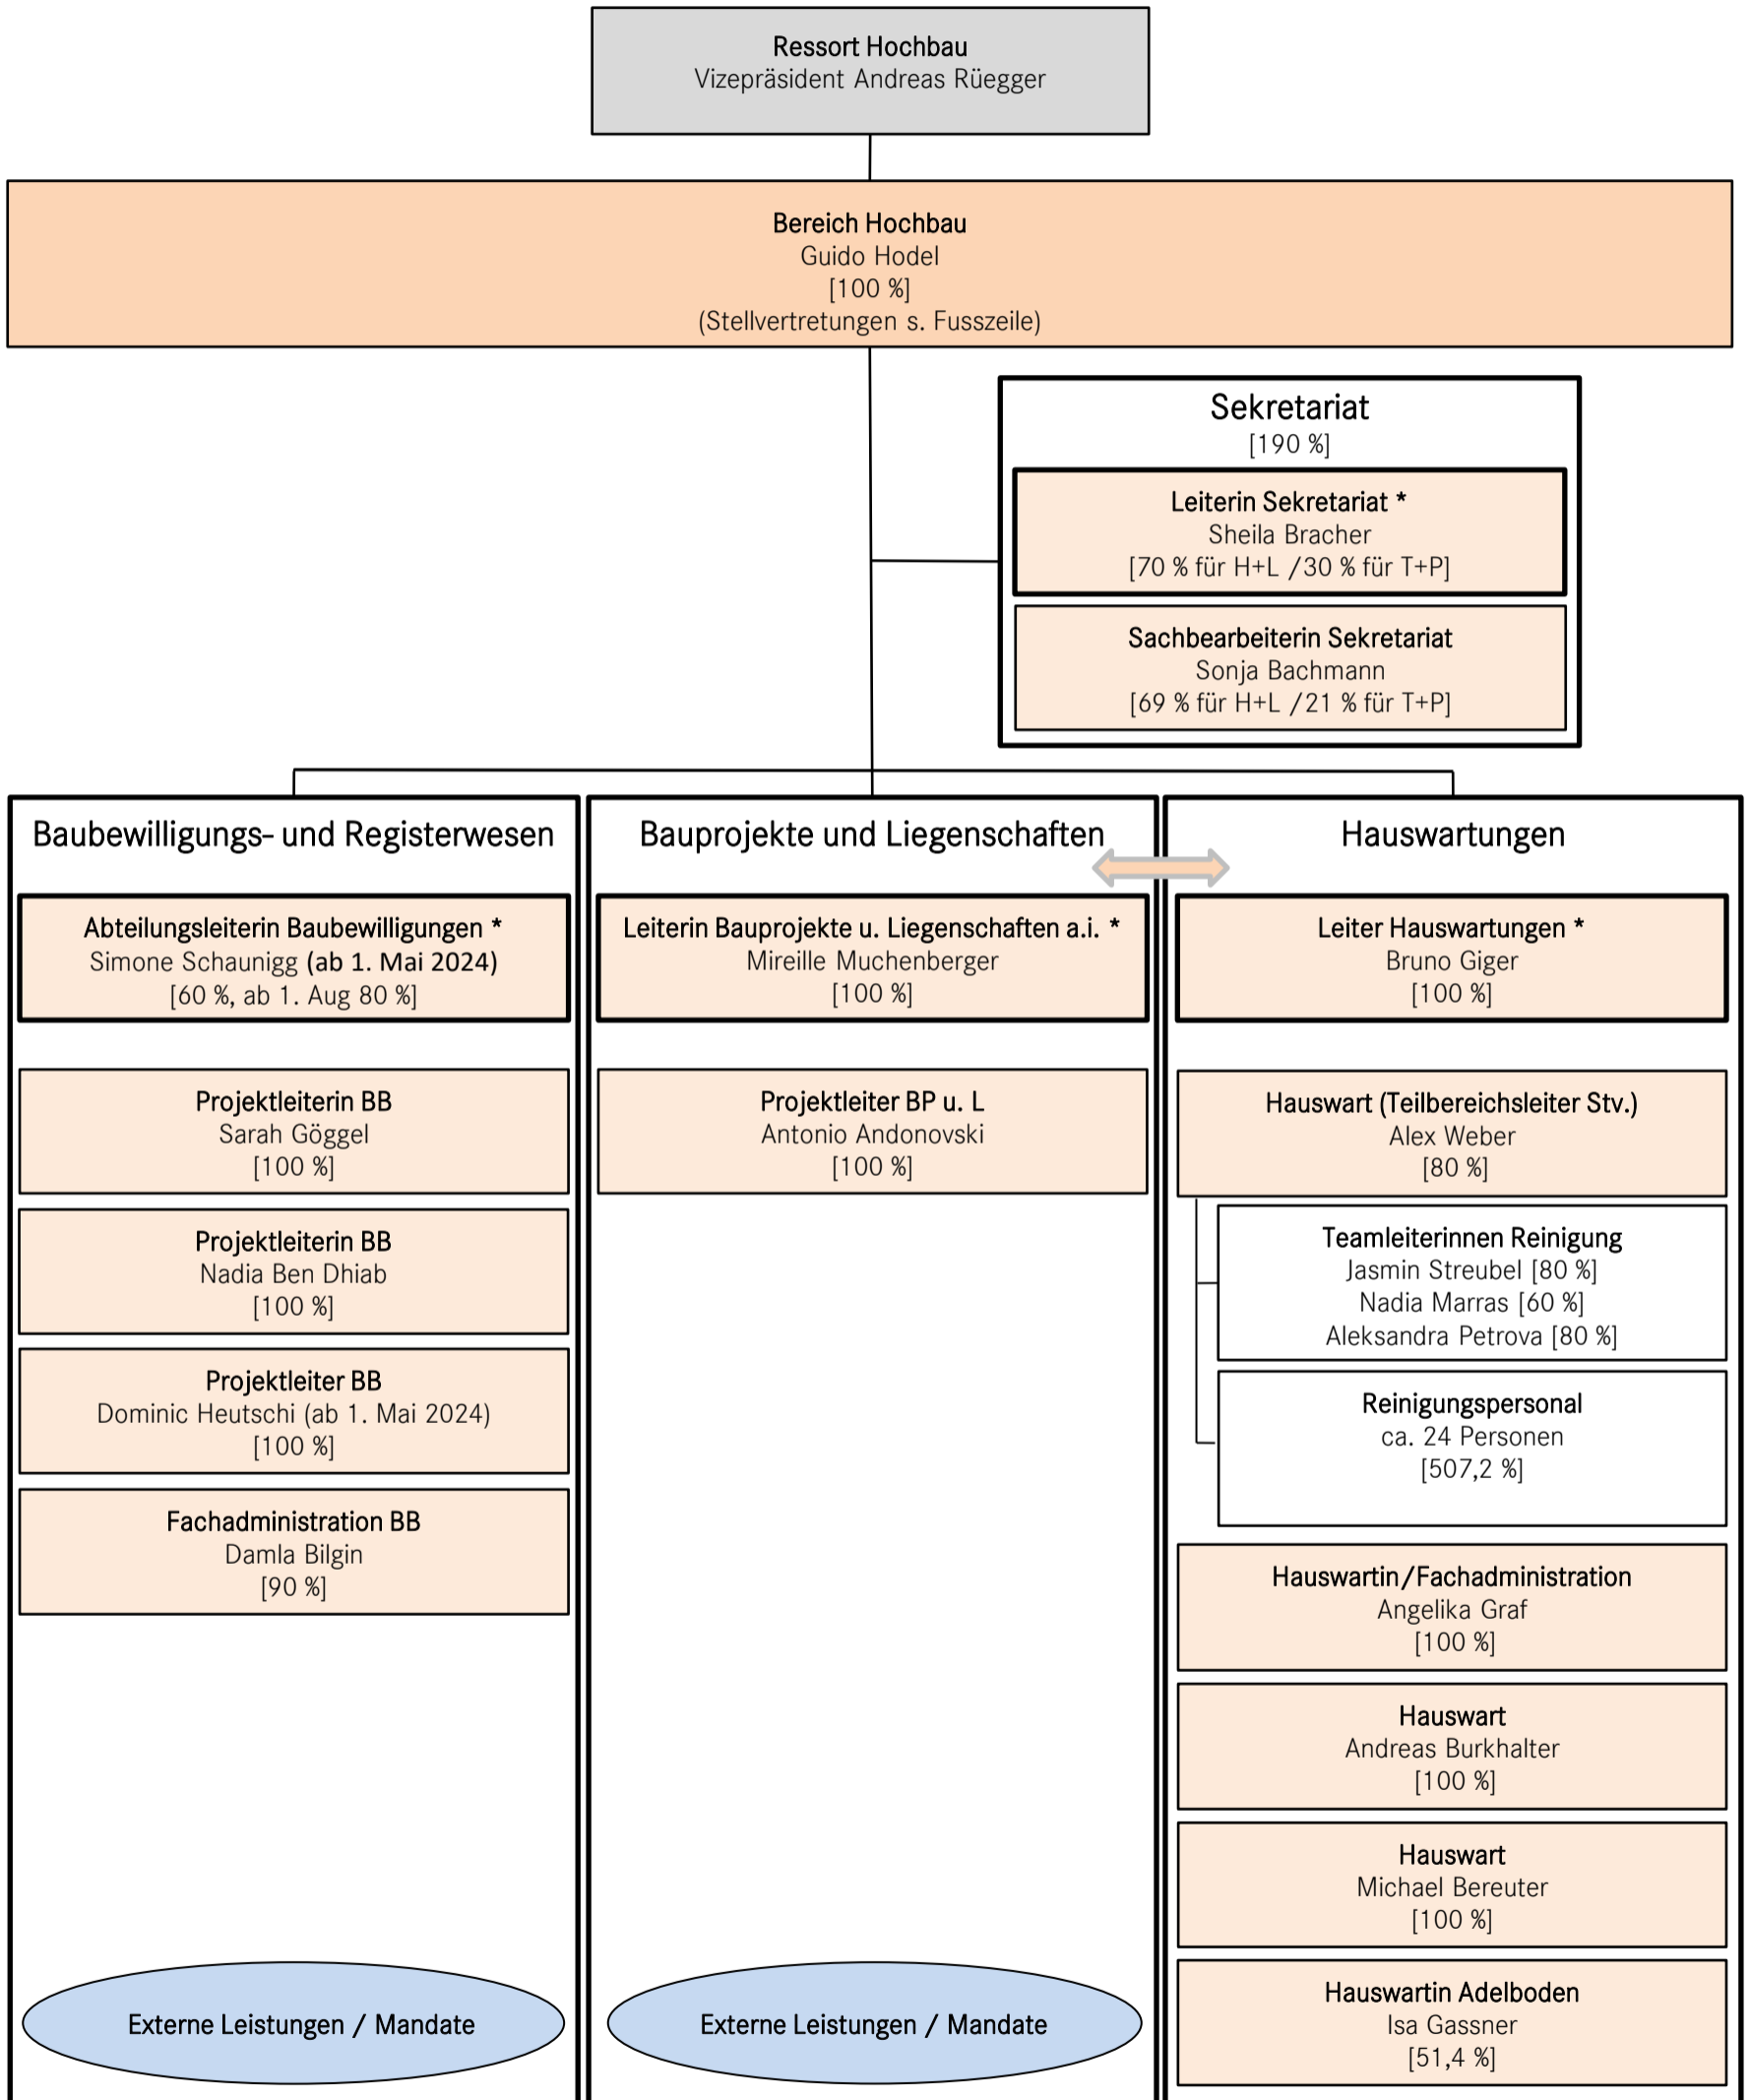 Ressort Hochbau
Vizepräsident Andreas Rüegger
Bereich Hochbau
Guido Hodel
[100 %]
(Stellvertretungen s. Fusszeile)
Sekretariat
[190 %]
Leiterin Sekretariat *
Sheila Bracher
[70 % für H+L /30 % für T+P]
Sachbearbeiterin Sekretariat
Sonja Bachmann
[69 % für H+L /21 % für T+P]
Baubewilligungs- und Registerwesen
Abteilungsleiterin Baubewilligungen *
Simone Schaunigg (ab 1. Mai 2024)
[60 %, ab 1. Aug 80 %]
Projektleiterin BB
Sarah Göggel
[100 %]
Projektleiterin BB
Nadia Ben Dhiab
[100 %]
Projektleiter BB
Dominic Heutschi (ab 1. Mai 2024)
[100 %]
Fachadministration BB
Damla Bilgin
[90 %]
Externe Leistungen / Mandate
Bauprojekte und Liegenschaften
Leiterin Bauprojekte u. Liegenschaften a.i. *
Mireille Muchenberger
[100 %]
Projektleiter BP u. L
Antonio Andonovski
[100 %]
Externe Leistungen / Mandate
Hauswartungen
Leiter Hauswartungen *
Bruno Giger
[100 %]
Hauswart (Teilbereichsleiter Stv.)
Alex Weber
[80 %]
Teamleiterinnen Reinigung
Jasmin Streubel [80 %]
Nadia Marras [60 %]
Aleksandra Petrova [80 %]
Reinigungspersonal
ca. 24 Personen
[507,2 %]
Hauswartin/Fachadministration
Angelika Graf
[100 %]
Hauswart
Andreas Burkhalter
[100 %]
Hauswart
Michael Bereuter
[100 %]
Hauswartin Adelboden
Isa Gassner
[51,4 %]